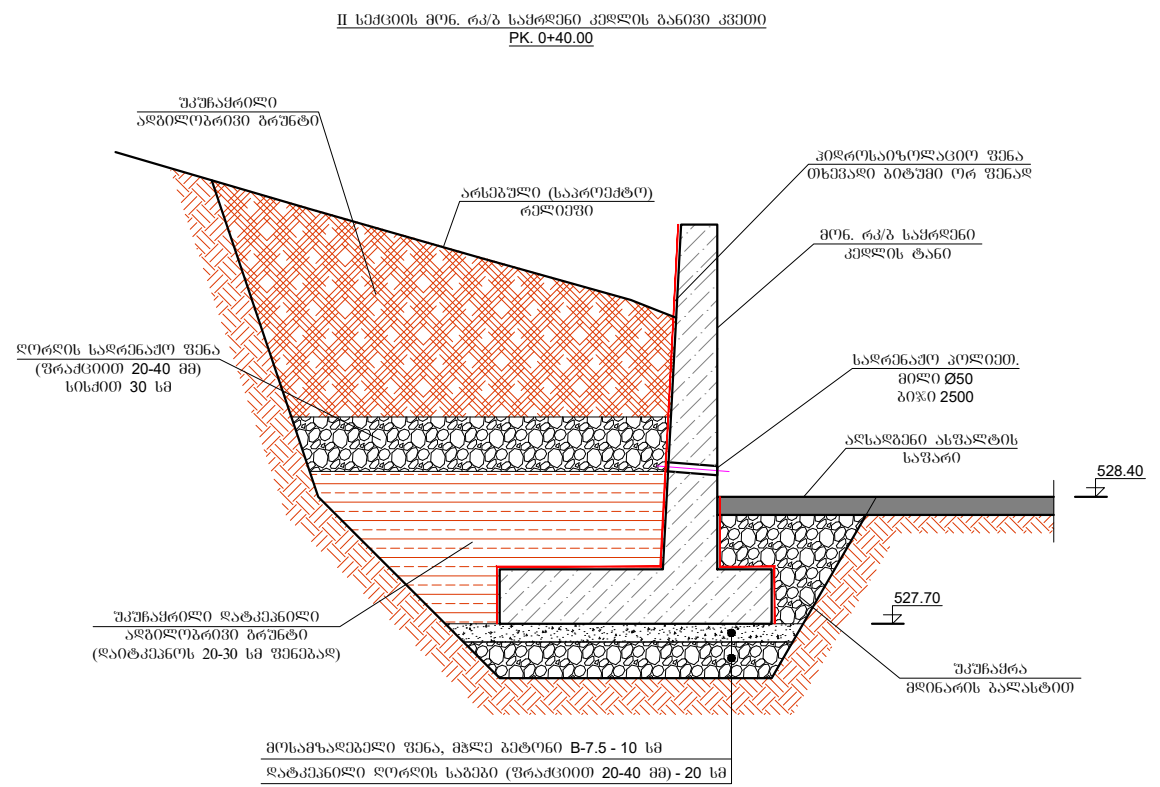 II სექციის მონ. რკ/ბ საყრდენი კედლის განივი კვეთი
PK. 0+40.00
უკუჩაყრილი
ადგილობრივი გრუნტი
არსებული (საპროექტო)
რელიეფი
ჰიდროსაიზოლაციო ფენა
თხევადი ბიტუმი ორ ფენად
მონ. რკ/ბ საყრდენი
კედლის ტანი
ღორღის სადრენაჟო ფენა
(ფრაქციით 20-40 მმ)
სისქით 30 სმ
სადრენაჟო პოლიეთ.
მილი Ø50
ბიჯი 2500
აღსადგენი ასფალტის
საფარი
528.40
527.70
უკუჩაყრილი დატკეპნილი
ადგილობრივი გრუნტი
(დაიტკეპნოს 20-30 სმ ფენებად)
უკუჩაყრა
მდინარის ბალასტით
მოსამზადებელი ფენა, მჭლე ბეტონი B-7.5 - 10 სმ
დატკეპნილი ღორღის საგები (ფრაქციით 20-40 მმ) - 20 სმ